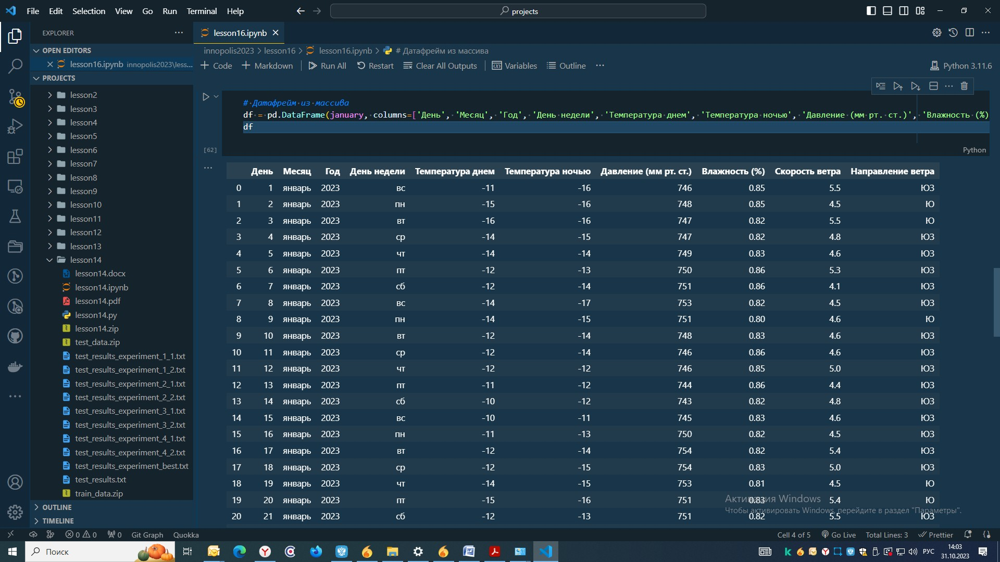 File Edit Selection View Go Run Terminal Help
projects
EXPLORER
lesson16.ipynb
OPEN EDITORS
lesson16.ipynb innopolis2023\less...
innopolis2023 > lesson16 > lesson16.ipynb > # Датафрейм из массива
Code Markdown Run All Restart Clear All Outputs Variables Outline
Python 3.11.6
PROJECTS
lesson2
lesson3
lesson4
lesson5
lesson6
lesson7
lesson8
lesson9
lesson10
lesson11
lesson12
lesson13
lesson14
lesson14.docx
lesson14.ipynb
lesson14.pdf
lesson14.py
lesson14.zip
test_data.zip
test_results_experiment_1_1.txt
test_results_experiment_1_2.txt
test_results_experiment_2_1.txt
test_results_experiment_2_2.txt
test_results_experiment_3_1.txt
test_results_experiment_3_2.txt
test_results_experiment_4_1.txt
test_results_experiment_4_2.txt
test_results_experiment_best.txt
test_results.txt
train_data.zip
OUTLINE
TIMELINE
# Датафрейм из массива
df = pd.DataFrame(january, columns=['День', 'Месяц', 'Год', 'День недели', 'Температура днем', 'Температура ночью', 'Давление (мм рт. ст.)', 'Влажность (%)
df
[62]
Python
День Месяц Год День недели Температура днем Температура ночью Давление (мм рт. ст.) Влажность (%) Скорость ветра Направление ветра
0 1 январь 2023 вс -11 -16 746 0.85 5.5 ЮЗ
1 2 январь 2023 пн -15 -16 748 0.85 4.5 Ю
2 3 январь 2023 вт -16 -16 747 0.82 5.5 Ю
3 4 январь 2023 ср -14 -15 747 0.82 4.8 ЮЗ
4 5 январь 2023 чт -14 -14 749 0.83 4.6 ЮЗ
5 6 январь 2023 пт -12 -13 750 0.86 5.3 ЮЗ
6 7 январь 2023 сб -12 -14 751 0.86 4.1 ЮЗ
7 8 январь 2023 вс -14 -17 753 0.82 4.5 ЮЗ
8 9 январь 2023 пн -14 -15 751 0.80 4.6 Ю
9 10 январь 2023 вт -12 -14 748 0.83 4.6 ЮЗ
10 11 январь 2023 ср -12 -14 746 0.86 4.6 ЮЗ
11 12 январь 2023 чт -12 -12 746 0.85 5.0 ЮЗ
12 13 январь 2023 пт -11 -12 744 0.86 4.4 ЮЗ
13 14 январь 2023 сб -10 -12 743 0.82 4.8 ЮЗ
14 15 январь 2023 вс -10 -11 745 0.83 4.6 ЮЗ
15 16 январь 2023 пн -11 -13 750 0.82 4.5 ЮЗ
16 17 январь 2023 вт -12 -14 754 0.82 5.4 ЮЗ
17 18 январь 2023 ср -12 -15 754 0.83 5.0 ЮЗ
18 19 январь 2023 чт -14 -15 753 0.81 4.5 Ю
19 20 январь 2023 пт -15 -16 751 0.83 5.4 Ю
20 21 январь 2023 сб -12 -13 751 0.82 5.5 ЮЗ
Активация Windows
Чтобы активировать Windows, перейдите в раздел "Параметры".
0 0 0 Git Graph Quokka
Cell 4 of 5 Go Live Total Lines: 3 Prettier
Поиск
РУС
14:03
31.10.2023